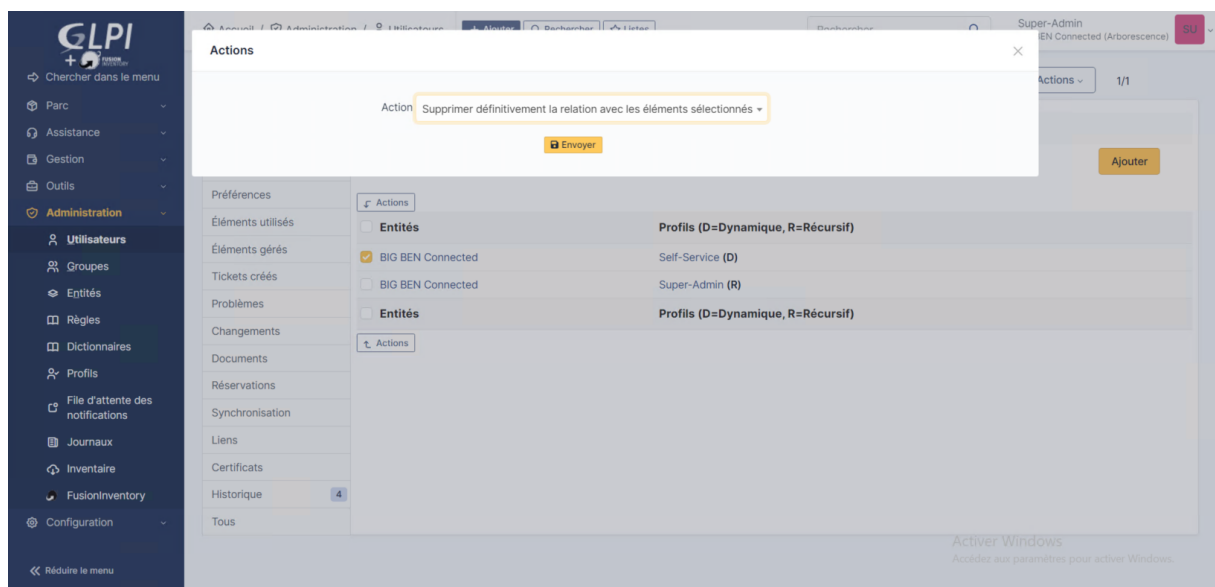 GLPI
FUSION
INVENTORY
Chercher dans le menu
Parc
Assistance
Gestion
Outils
Administration
Utilisateurs
Groupes
Entités
Règles
Dictionnaires
Profils
File d'attente des
notifications
Journaux
Inventaire
FusionInventory
Configuration
Réduire le menu
Accueil / Administration / Utilisateurs
+ Ajouter
Rechercher
Listes
Rechercher
Super-Admin
BEN Connected (Arborescence)
SU
Actions
×
Actions
1/1
Action
Supprimer définitivement la relation avec les éléments sélectionnés
Envoyer
Ajouter
Préférences
Éléments utilisés
Éléments gérés
Tickets créés
Problèmes
Changements
Documents
Réservations
Synchronisation
Liens
Certificats
Historique 4
Tous
Actions
Entités Profils (D=Dynamique, R=Récursif)
BIG BEN Connected Self-Service (D)
BIG BEN Connected Super-Admin (R)
Entités Profils (D=Dynamique, R=Récursif)
Actions
Activer Windows
Accédez aux paramètres pour activer Windows.